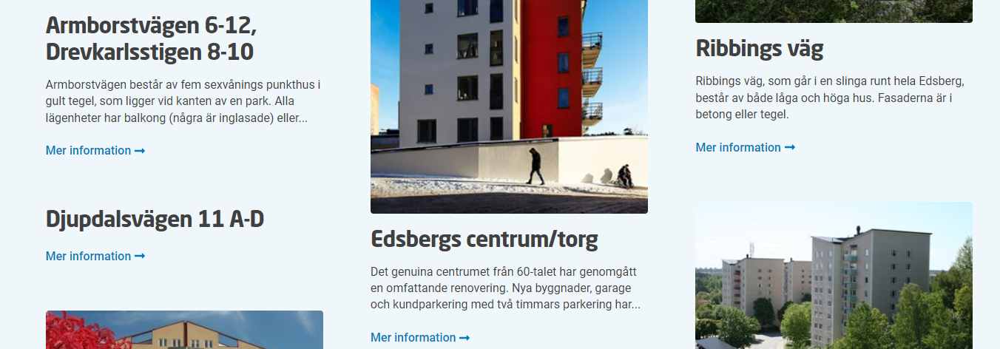 Armborstvägen 6-12,
Drevkarlsstigen 8-10
Armborstvägen består av fem sexvånings punkthus i
gult tegel, som ligger vid kanten av en park. Alla
lägenheter har balkong (några är inglasade) eller...
Mer information
Djupdalsvägen 11 A-D
Mer information
Edsbergs centrum/torg
Det genuina centrumet från 60-talet har genomgått
en omfattande renovering. Nya byggnader, garage
och kundparkering med två timmars parkering har...
Mer information
Ribbings väg
Ribbings väg, som går i en slinga runt hela Edsberg,
består av både låga och höga hus. Fasaderna är i
betong eller tegel.
Mer information